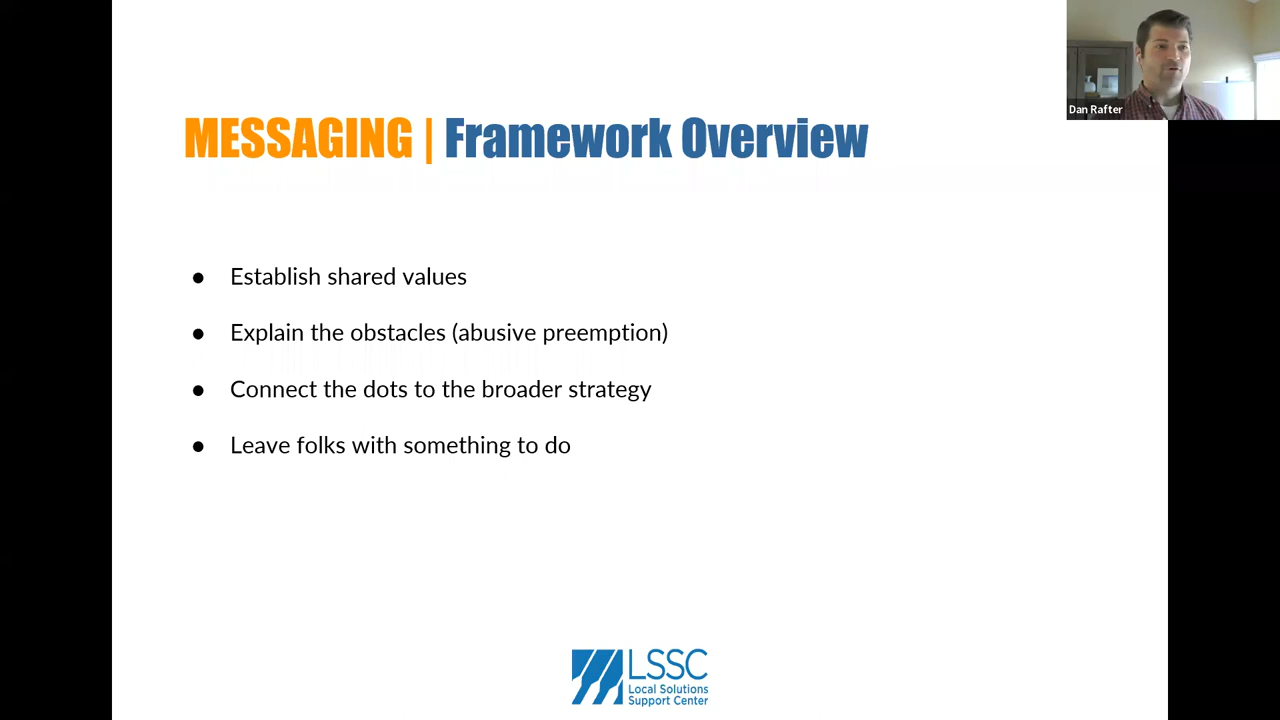 Dan Rafter
MESSAGING | Framework Overview
● Establish shared values
● Explain the obstacles (abusive preemption)
● Connect the dots to the broader strategy
● Leave folks with something to do
LSSC
Local Solutions
Support Center